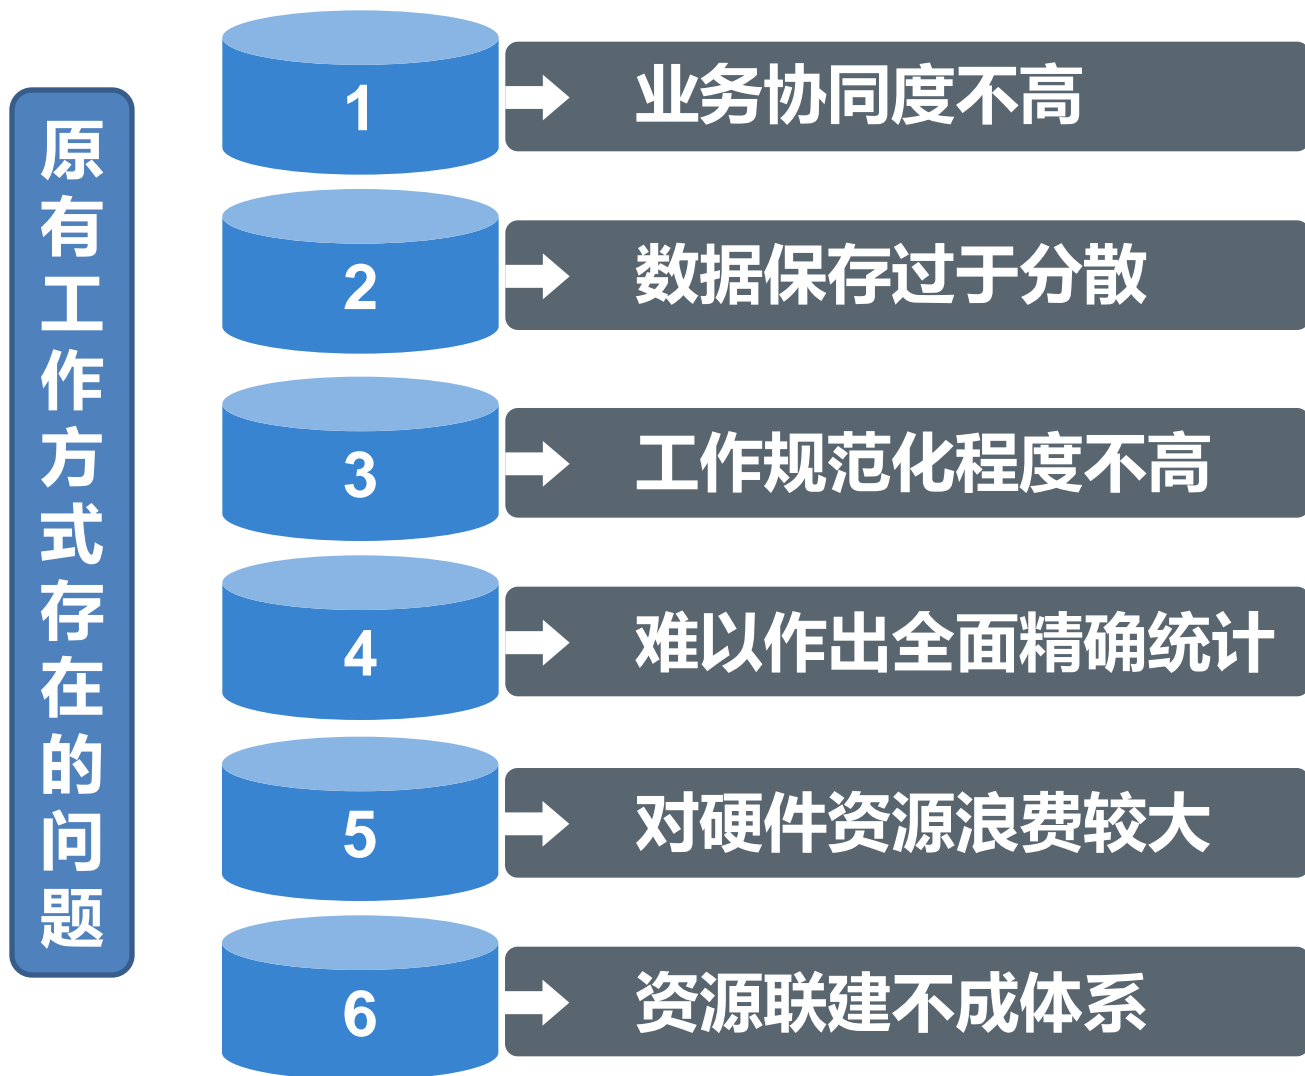 原有工作方式存在的问题
1
业务协同度不高
2
数据保存过于分散
3
工作规范化程度不高
4
难以作出全面精确统计
5
对硬件资源浪费较大
6
资源联建不成体系